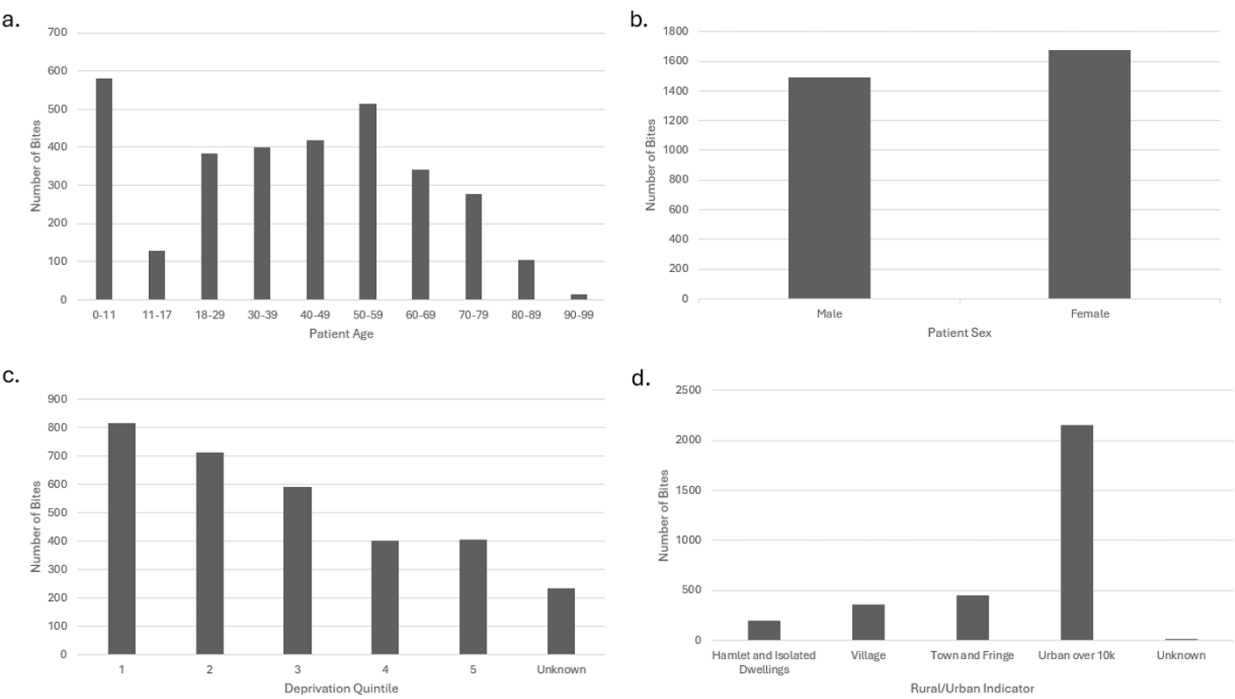 a.
700
600
500
400
300
200
100
0
Number of Bites
0-11 11-17 18-29 30-39 40-49 50-59 60-69 70-79 80-89 90-99
Patient Age
b.
1800
1600
1400
1200
1000
800
600
400
200
0
Number of Bites
Male Female
Patient Sex
c.
900
800
700
600
500
400
300
200
100
0
Number of Bites
1 2 3 4 5 Unknown
Deprivation Quintile
d.
2500
2000
1500
1000
500
0
Number of Bites
Hamlet and Isolated Village Town and Fringe Urban over 10k Unknown
Dwellings
Rural/Urban Indicator